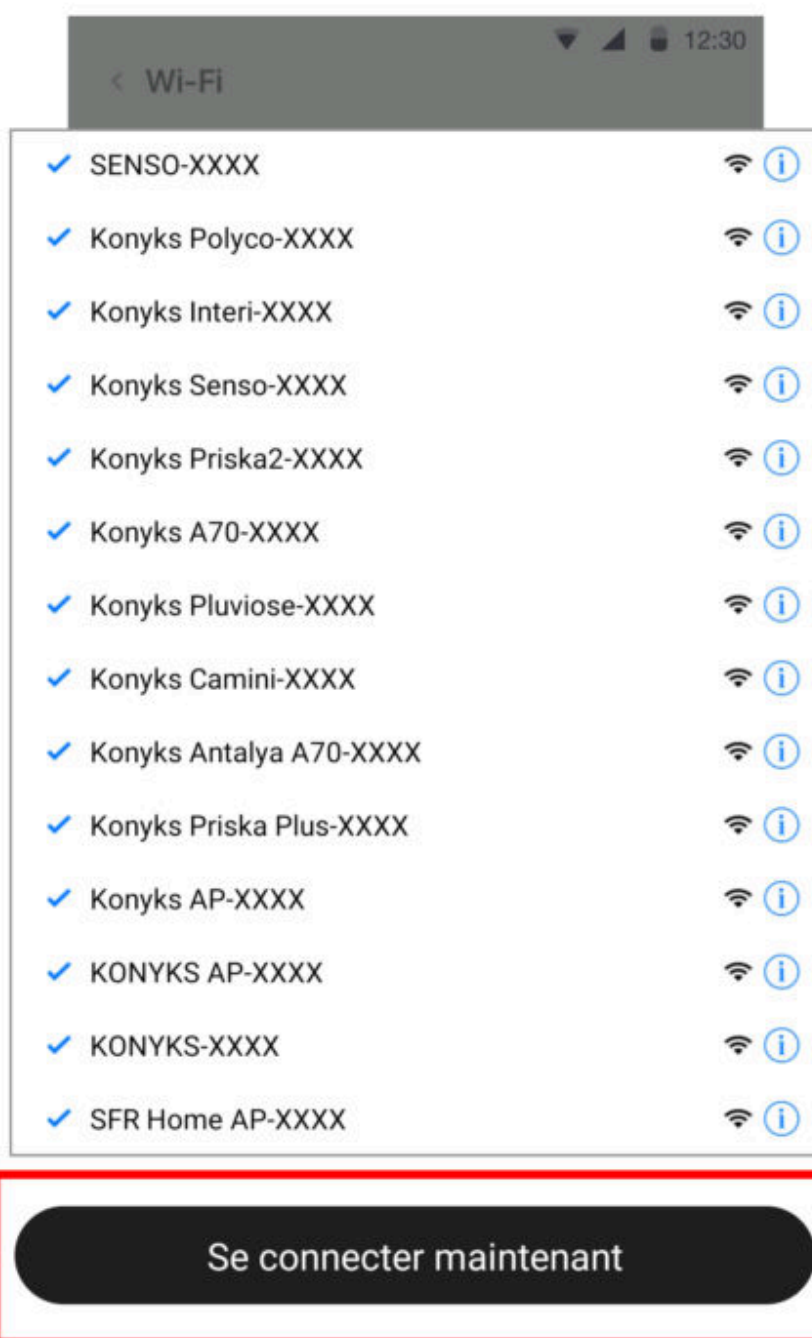 12:30
< Wi-Fi
SENSO-XXXX
Konyks Polyco-XXXX
Konyks Interi-XXXX
Konyks Senso-XXXX
Konyks Priska2-XXXX
Konyks A70-XXXX
Konyks Pluviose-XXXX
Konyks Camini-XXXX
Konyks Antalya A70-XXXX
Konyks Priska Plus-XXXX
Konyks AP-XXXX
KONYKS AP-XXXX
KONYKS-XXXX
SFR Home AP-XXXX
Se connecter maintenant